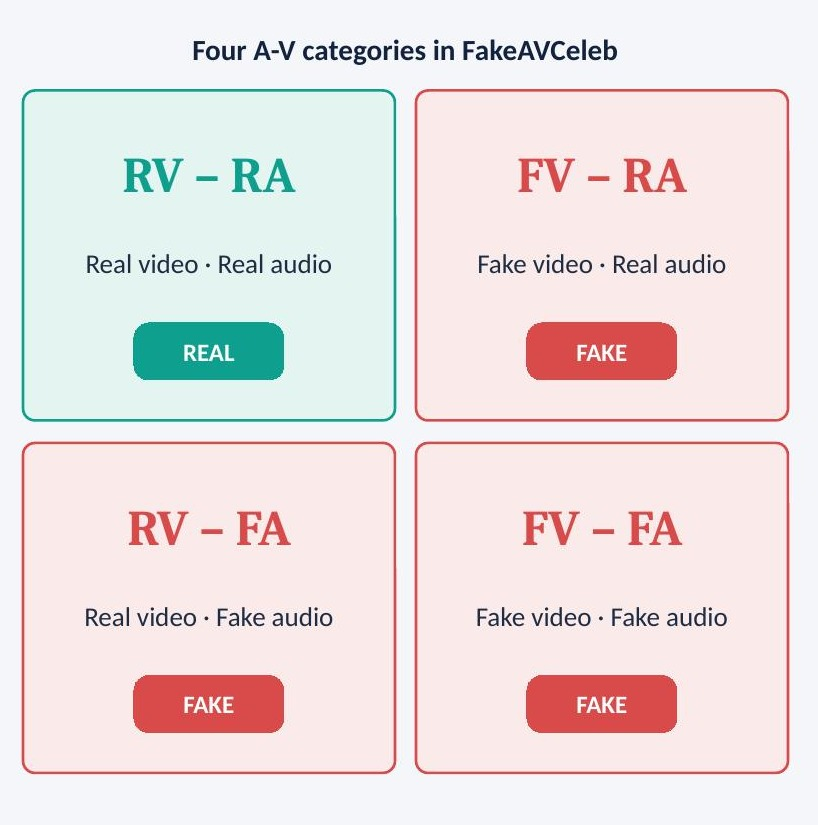 Four A-V categories in FakeAVCeleb
RV – RA
Real video · Real audio
REAL
FV – RA
Fake video · Real audio
FAKE
RV – FA
Real video · Fake audio
FAKE
FV – FA
Fake video · Fake audio
FAKE